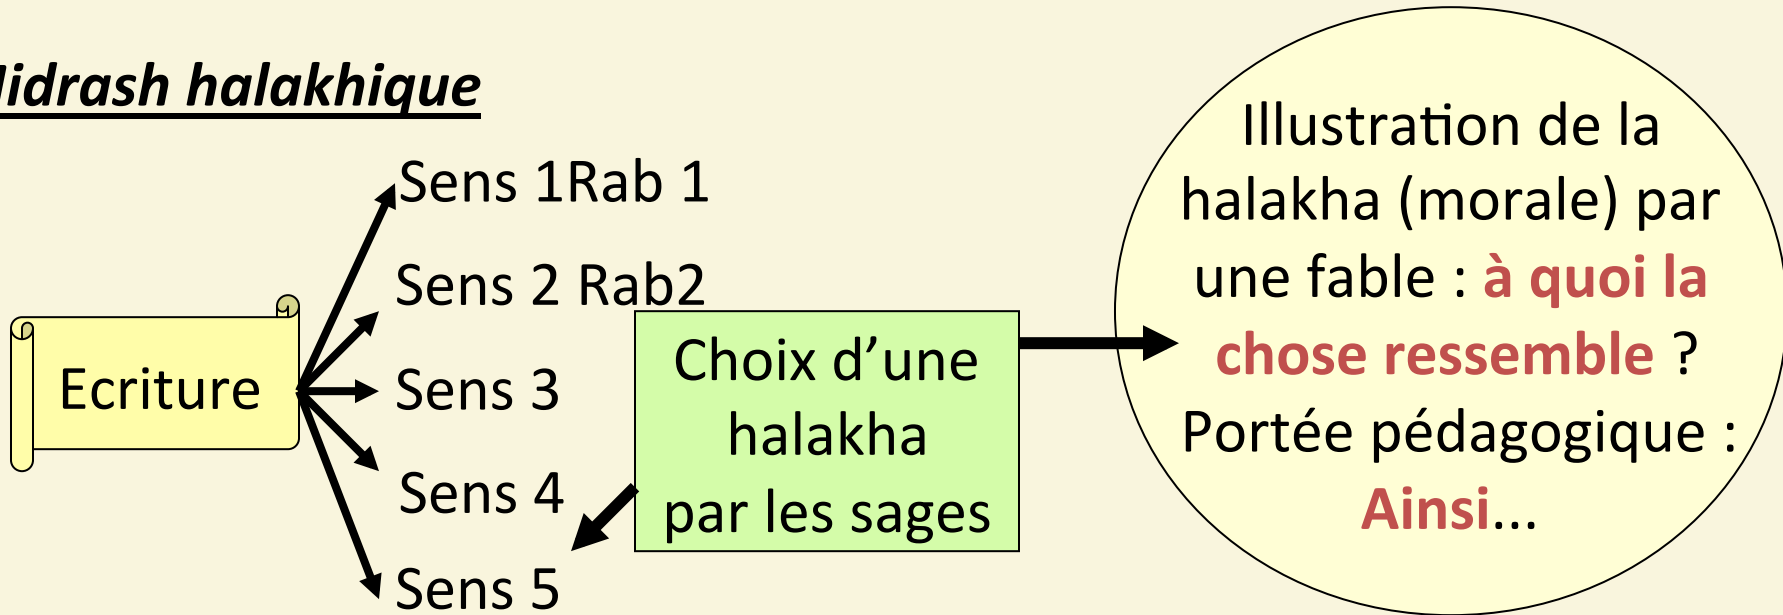 idrash halakhique
Sens 1Rab 1
Sens 2 Rab2
Ecriture
Sens 3
Sens 4
Sens 5
Choix d’une
halakha
par les sages
Illustration de la
halakha (morale) par
une fable : à quoi la
chose ressemble ?
Portée pédagogique :
Ainsi...